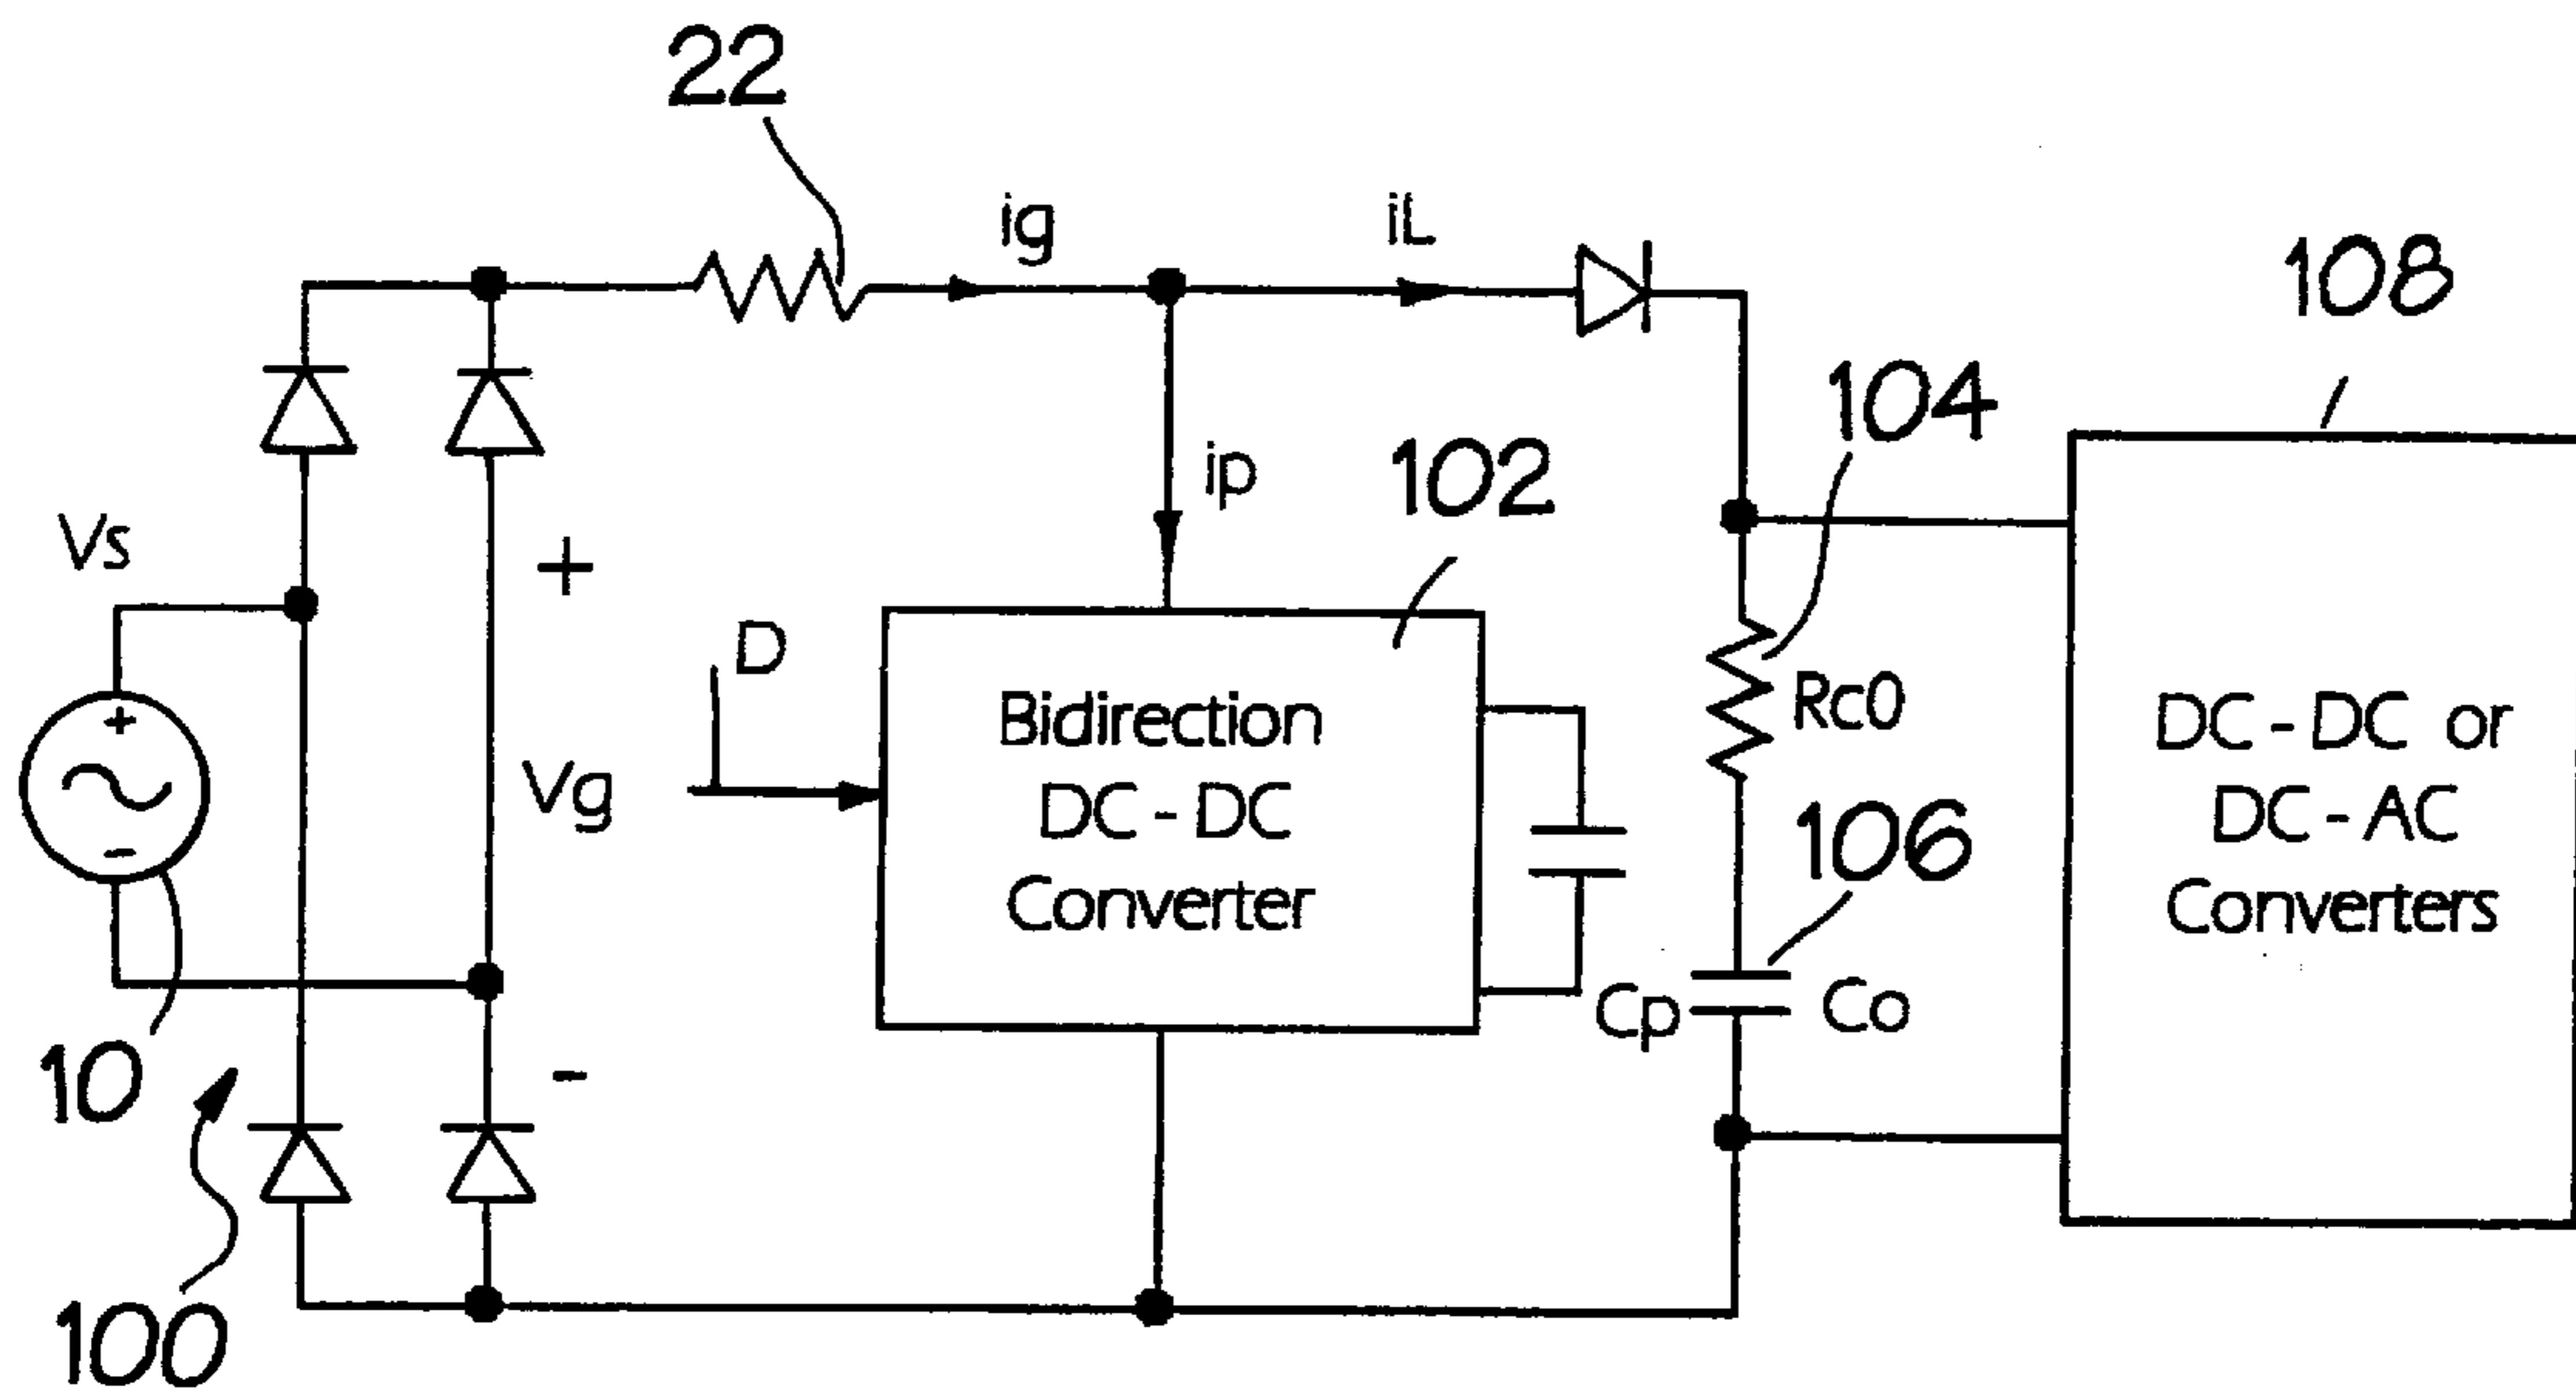 22
ig
iL
108
104
ip
102
Vs
+
D
Rc0
+
Vg
Bidirection
DC - DC
Converter
DC - DC or
DC - AC
Converters
106
-
Cp
Co
10
-
100